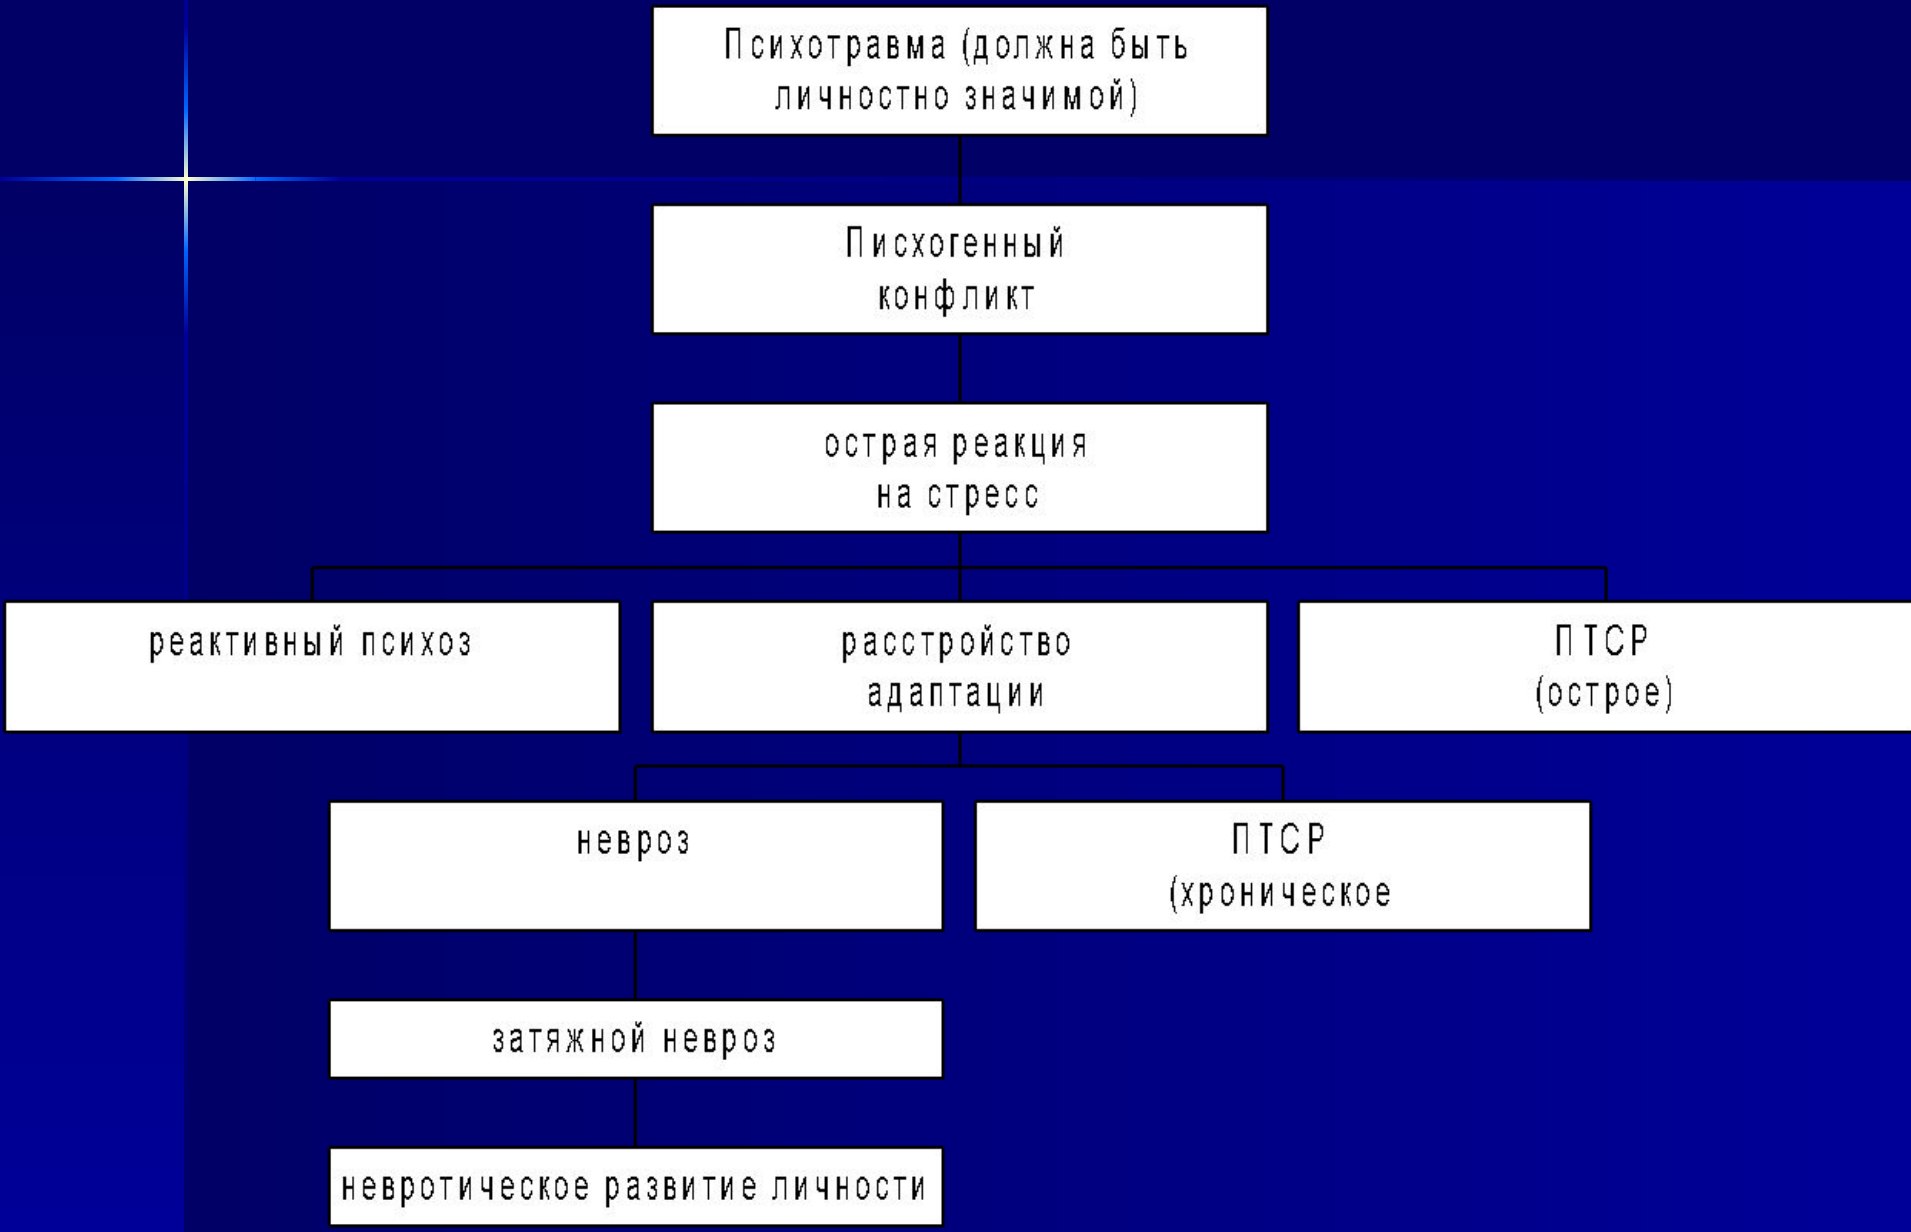 Психотравма (должна быть
личностно значимой)
Писхогенный
конфликт
острая реакция
на стресс
реактивный психоз
расстройство
адаптации
ПТСР
(острое)
невроз
ПТСР
(хроническое
затяжной невроз
невротическое развитие личности